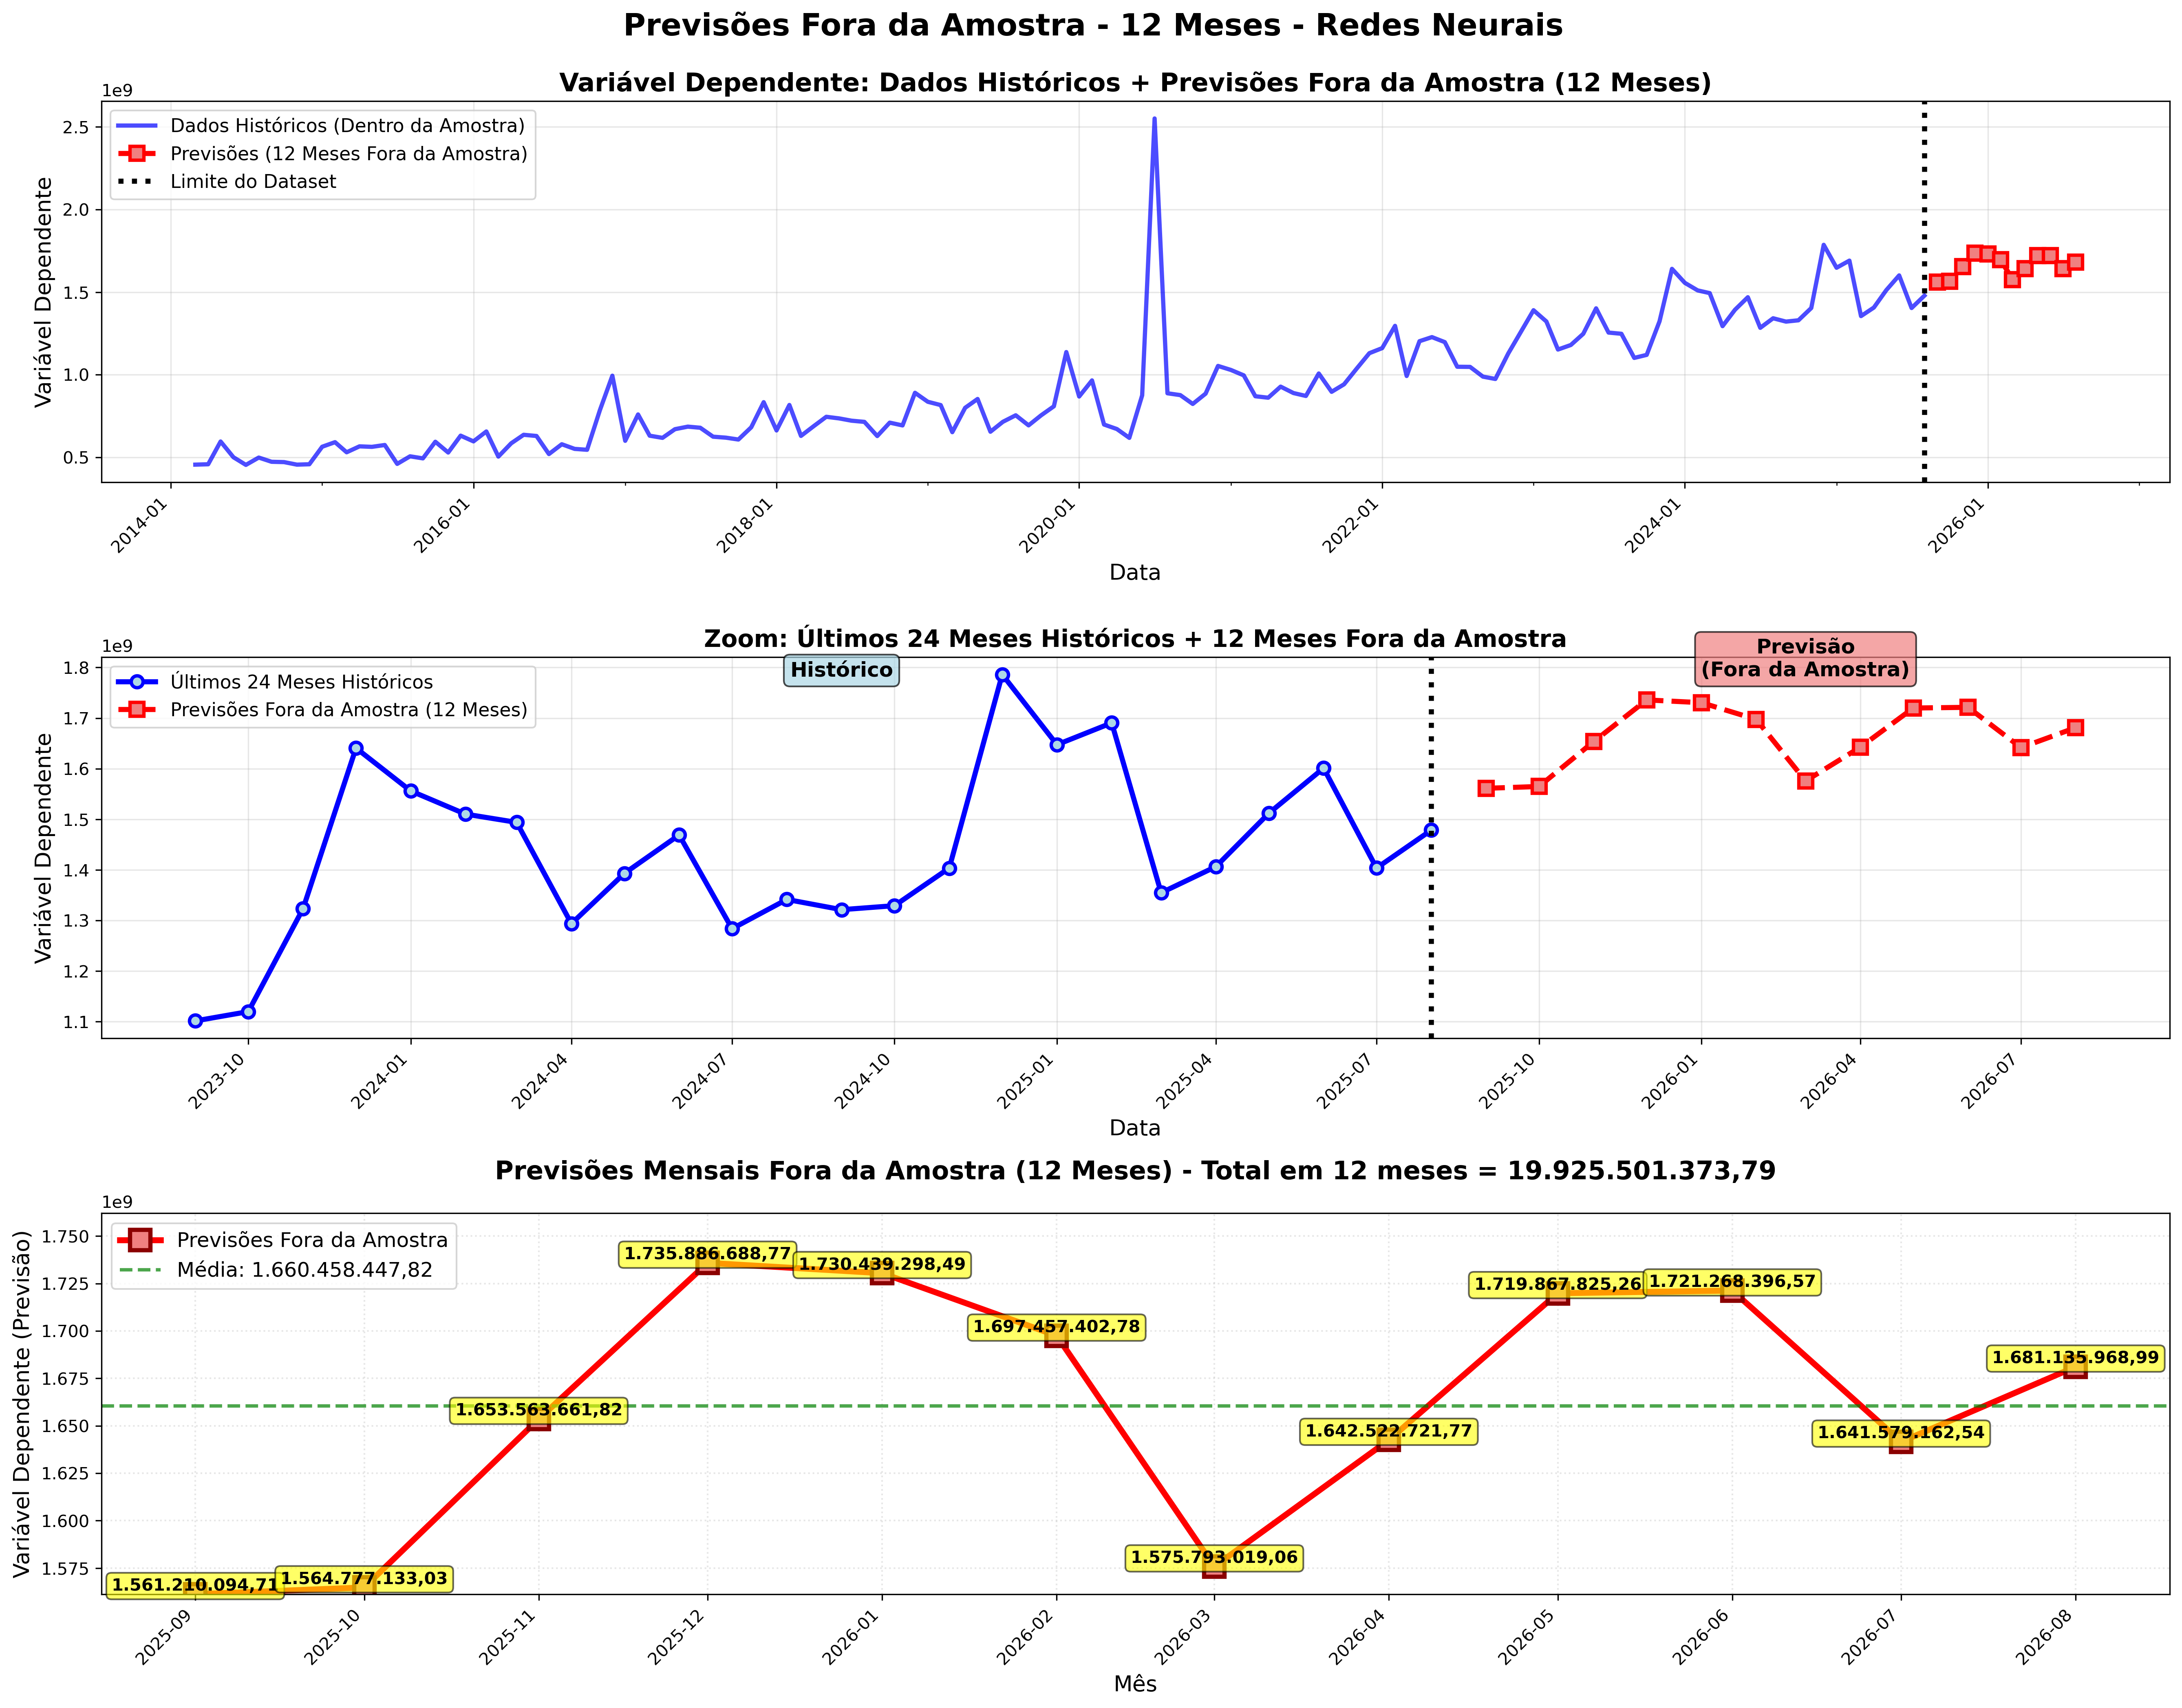 Previsões Fora da Amostra - 12 Meses - Redes Neurais
Variável Dependente: Dados Históricos + Previsões Fora da Amostra (12 Meses)
1e9
Dados Históricos (Dentro da Amostra)
Previsões (12 Meses Fora da Amostra)
Limite do Dataset
Variável Dependente
2.5
2.0
1.5
1.0
0.5
2014-01
2016-01
2018-01
2020-01
2022-01
2024-01
2026-01
Data
Zoom: Últimos 24 Meses Históricos + 12 Meses Fora da Amostra
1e9
Últimos 24 Meses Históricos
Previsões Fora da Amostra (12 Meses)
Histórico
Previsão
(Fora da Amostra)
Variável Dependente
1.8
1.7
1.6
1.5
1.4
1.3
1.2
1.1
2023-10
2024-01
2024-04
2024-07
2024-10
2025-01
2025-04
2025-07
2025-10
2026-01
2026-04
2026-07
Data
Previsões Mensais Fora da Amostra (12 Meses) - Total em 12 meses = 19.925.501.373,79
1e9
Previsões Fora da Amostra
Média: 1.660.458.447,82
Variável Dependente (Previsão)
1.750
1.725
1.700
1.675
1.650
1.625
1.600
1.575
1.561.210.094,71
1.564.777.133,03
1.653.563.661,82
1.735.886.688,77
1.730.439.298,49
1.697.457.402,78
1.575.793.019,06
1.642.522.721,77
1.719.867.825,26
1.721.268.396,57
1.641.579.162,54
1.681.135.968,99
2025-09
2025-10
2025-11
2025-12
2026-01
2026-02
2026-03
2026-04
2026-05
2026-06
2026-07
2026-08
Mês